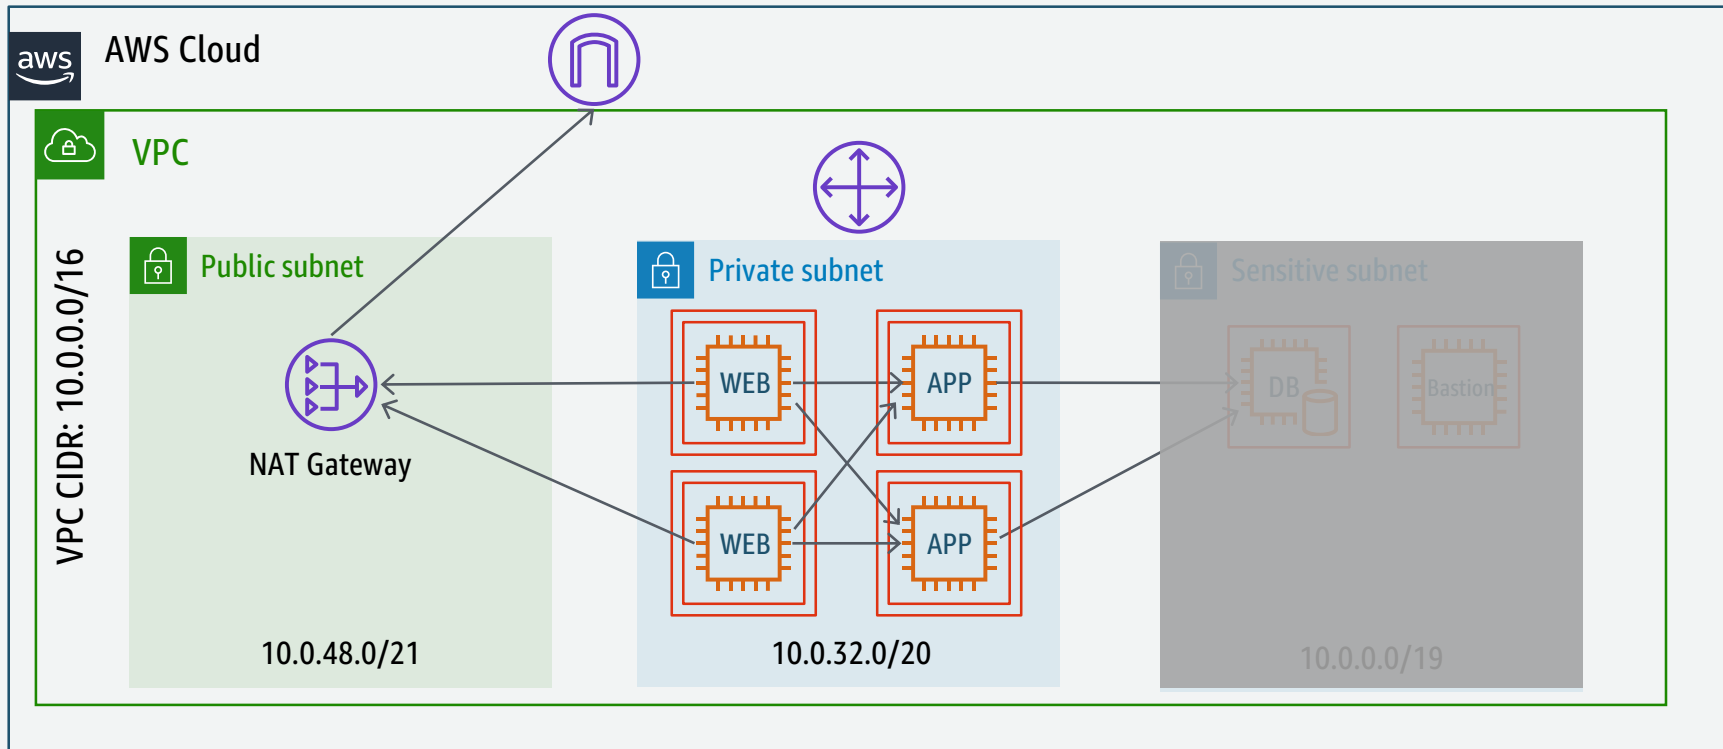 aws
AWS Cloud
VPC
VPC CIDR: 10.0.0.0/16
Public subnet
NAT Gateway
10.0.48.0/21
Private subnet
WEB
APP
WEB
APP
10.0.32.0/20
Sensitive subnet
DB
Bastion
10.0.0.0/19